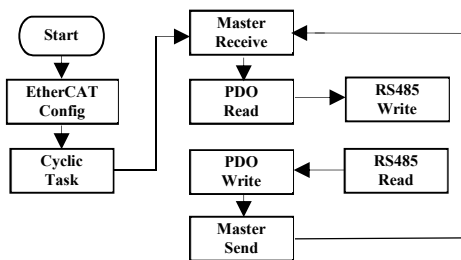 Start
EtherCAT
Config
Cyclic
Task
Master
Receive
PDO
Read
RS485
Write
RS485
Read
PDO
Write
Master
Send